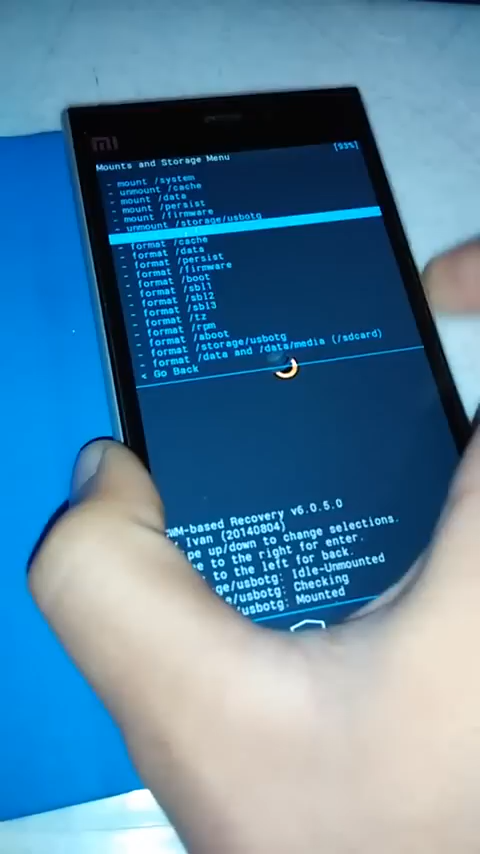 MI
Mounts and Storage Menu [53%]
- mount /system
- unmount /cache
- mount /data
- mount /persist
- mount /firmware
- unmount /storage/usbotg
- format /cache
- format /data
- format /persist
- format /firmware
- format /boot
- format /sbl1
- format /sbl2
- format /sbl3
- format /tz
- format /rpm
- format /aboot
- format /storage/usbotg
- format /data and /data/media (/sdcard)
< Go Back
CWM-based Recovery v6.0.5.0
Ivan (20140804)
pe up/down to change selections.
e to the right for enter.
to the left for back.
ge/usbotg: Idle-Unmounted
ge/usbotg: Checking
usbotg: Mounted